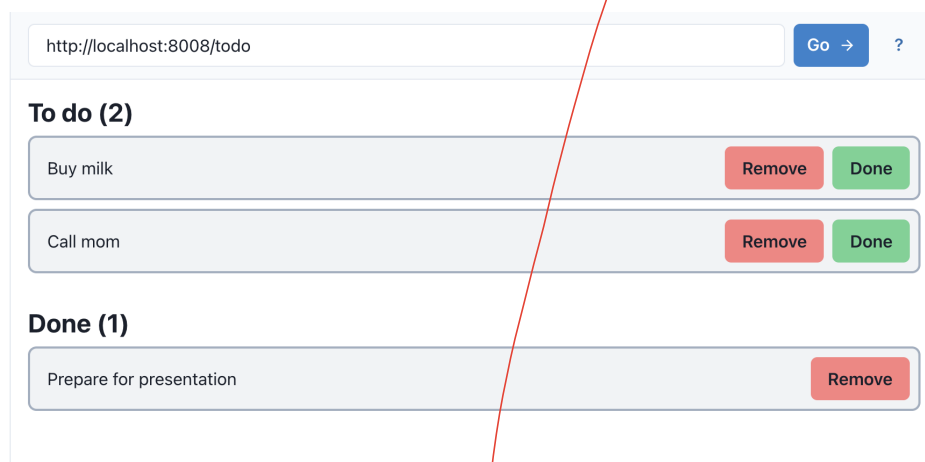 http://localhost:8008/todo Go → ?
To do (2)
Buy milk Remove Done
Call mom Remove Done
Done (1)
Prepare for presentation Remove